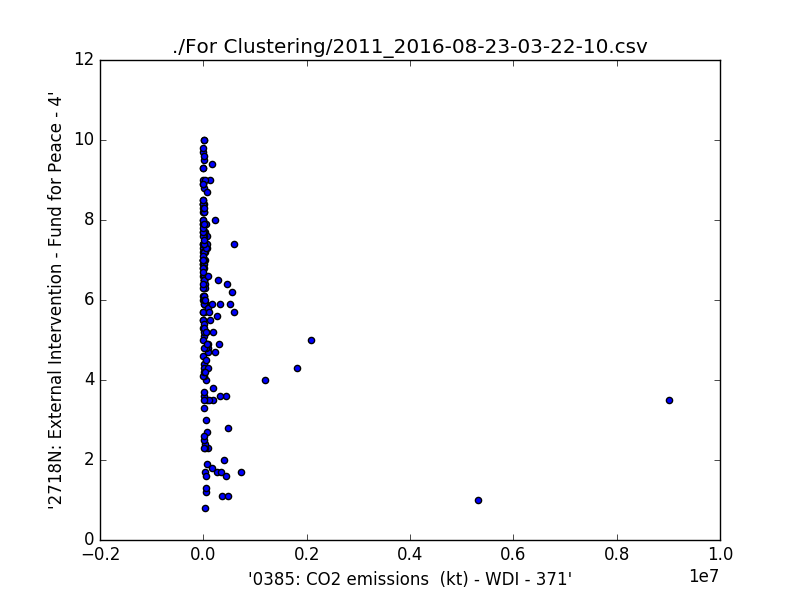 ./For Clustering/2011_2016-08-23-03-22-10.csv
'2718N: External Intervention - Fund for Peace - 4'
12
10
8
6
4
2
0
−0.2 0.0 0.2 0.4 0.6 0.8 1.0
1e7
'0385: CO2 emissions  (kt) - WDI - 371'